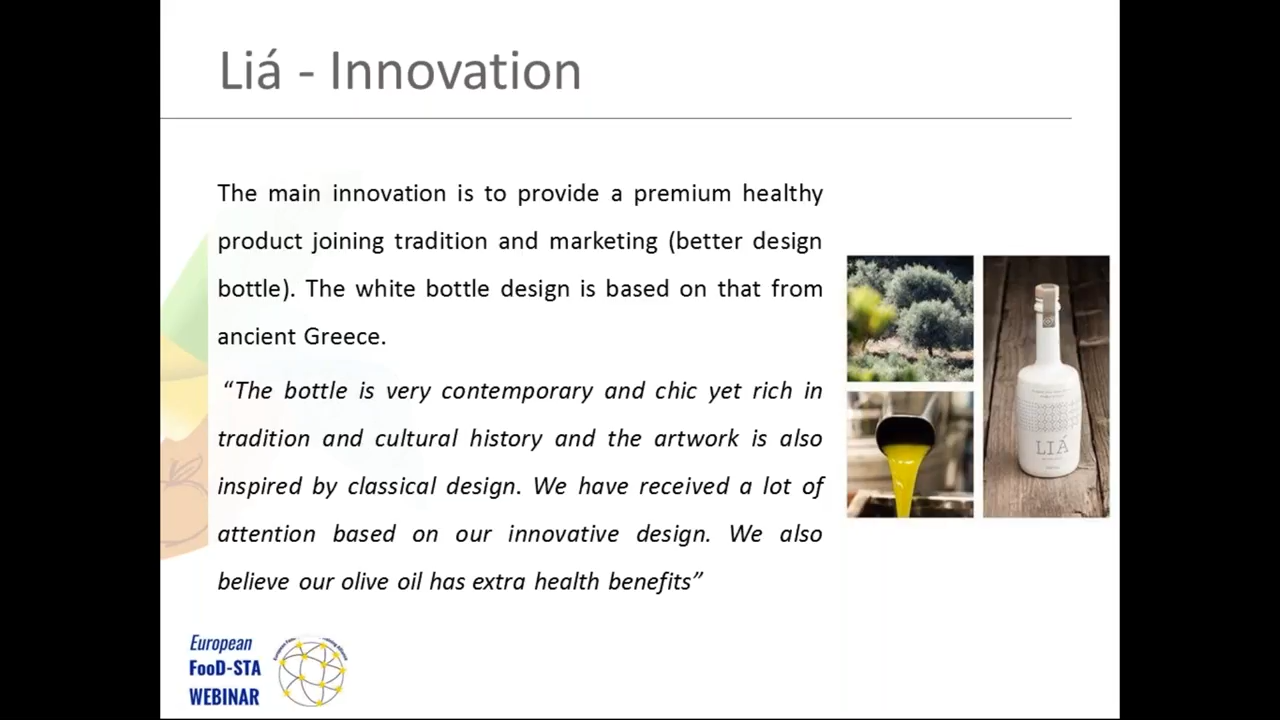 Liá - Innovation
The main innovation is to provide a premium healthy
product joining tradition and marketing (better design
bottle). The white bottle design is based on that from
ancient Greece.
“The bottle is very contemporary and chic yet rich in
tradition and cultural history and the artwork is also
inspired by classical design. We have received a lot of
attention based on our innovative design. We also
believe our olive oil has extra health benefits”
LIÁ
European
FooD-STA
WEBINAR